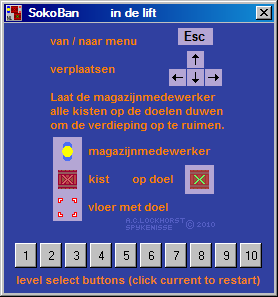 SokoBan in de lift
van / naar menu Esc
verplaatsen
Laat de magazijnmedewerker
alle kisten op de doelen duwen
om de verdieping op te ruimen.
magazijnmedewerker
kist op doel
vloer met doel
A.C.LOCKHORST
SPYKENISSE © 2010
1 2 3 4 5 6 7 8 9 10
level select buttons (click current to restart)